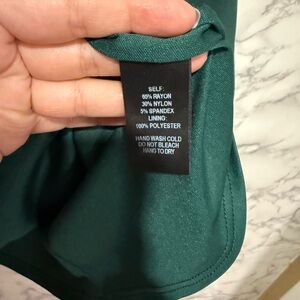 SELF:
65% RAYON
30% NYLON
5% SPANDEX
LINING:
100% POLYESTER
HAND WASH COLD
DO NOT BLEACH
HANG TO DRY